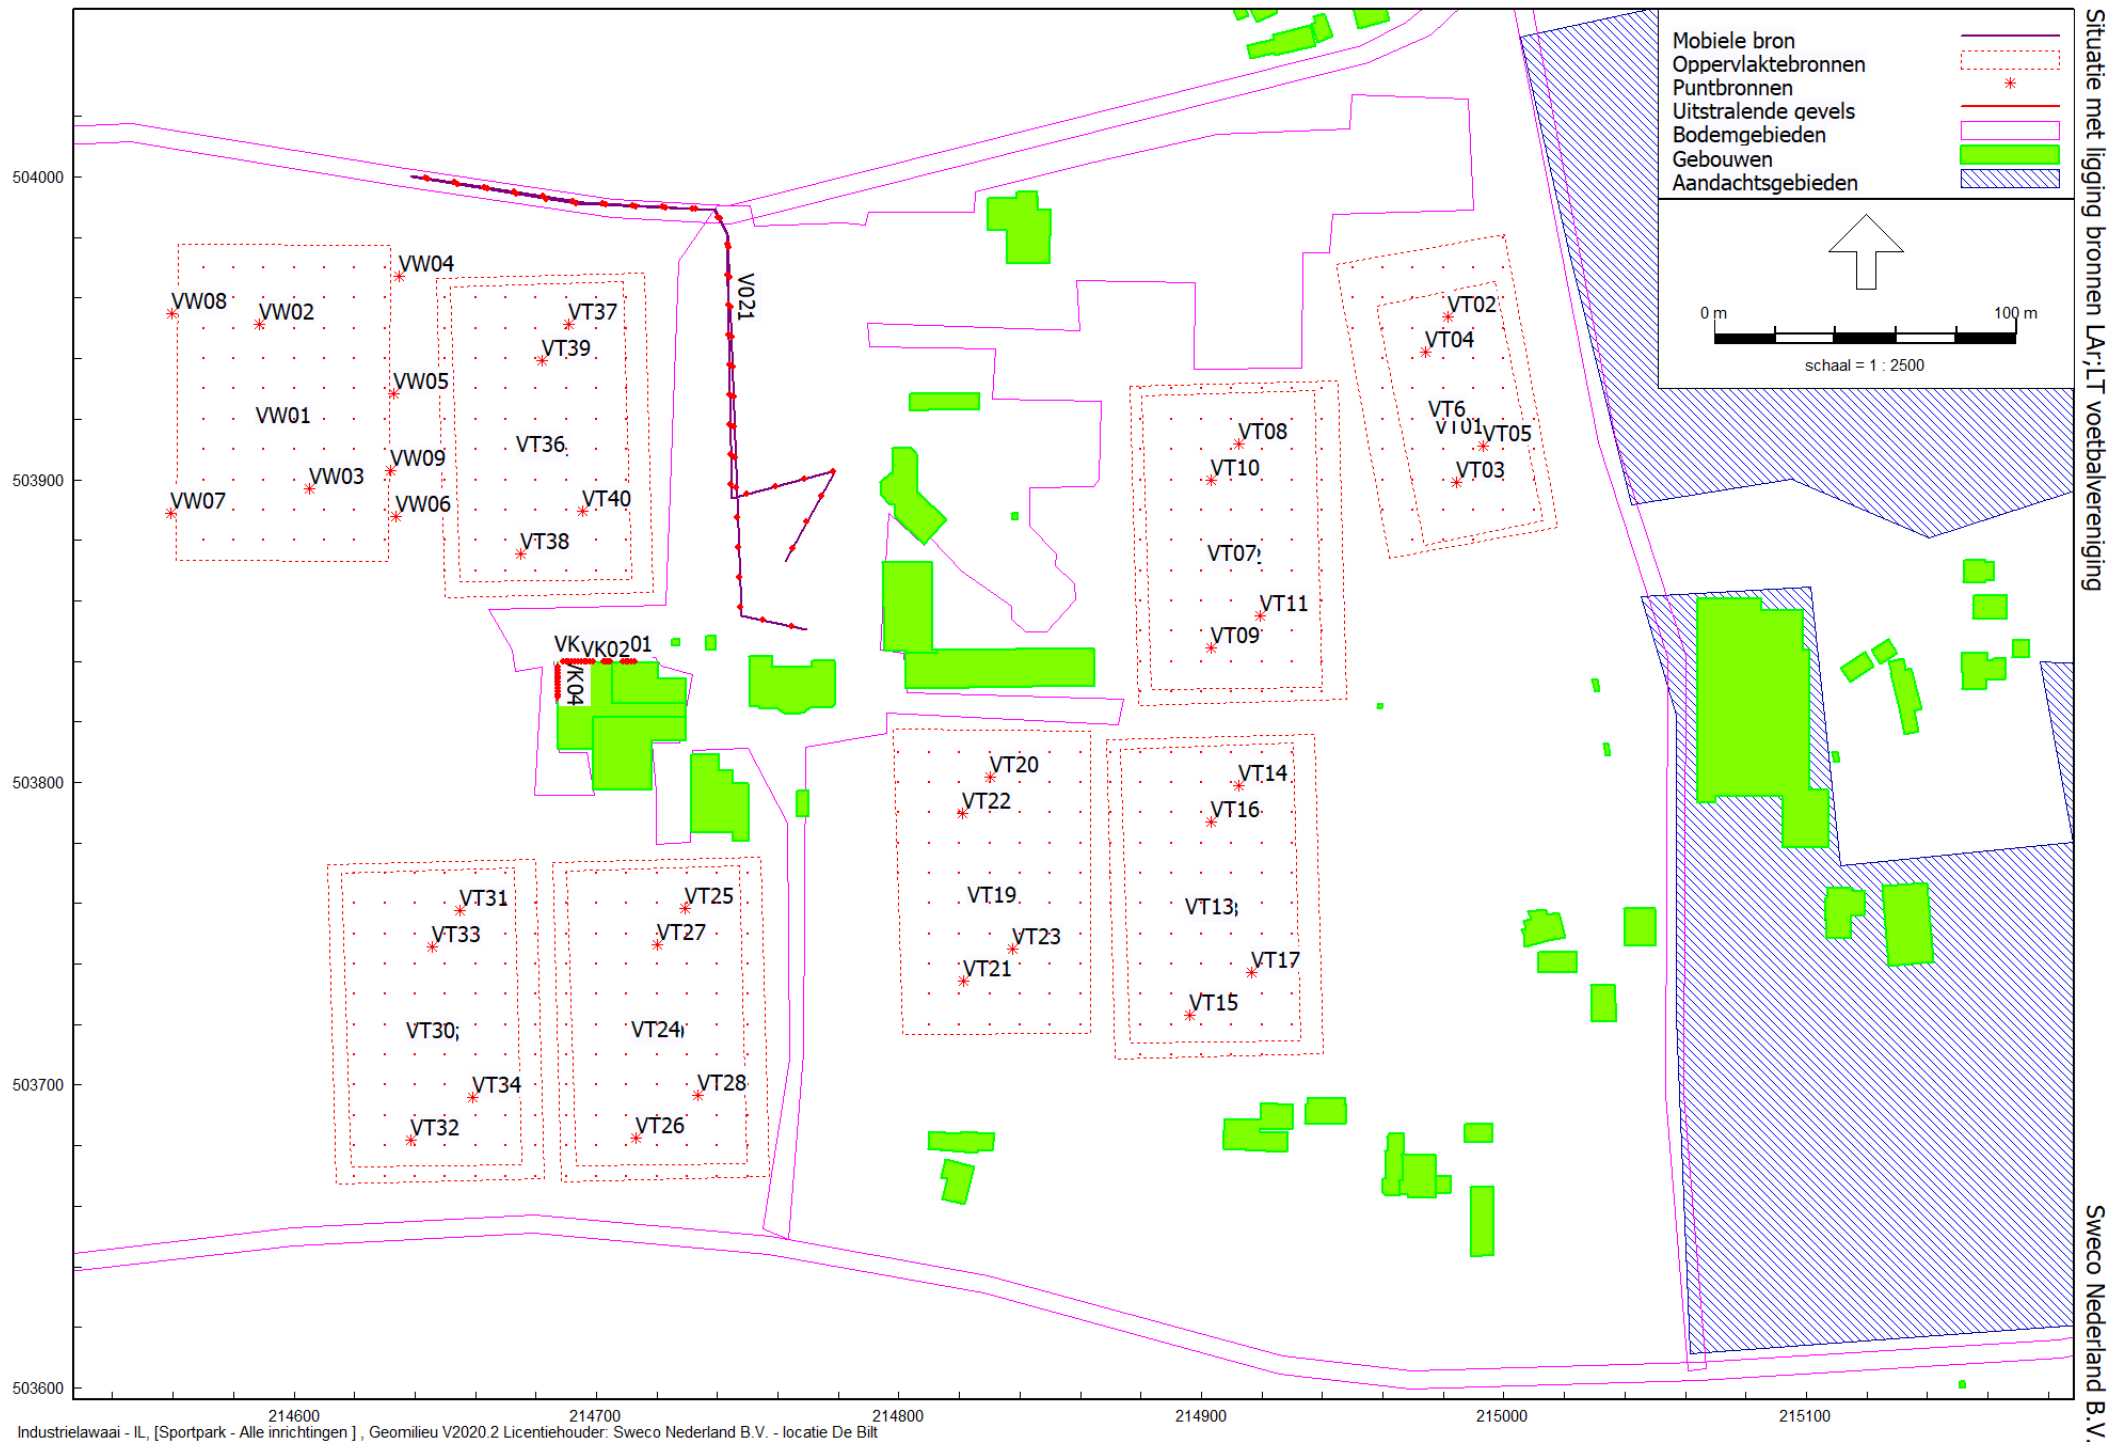 Situatie met ligging bronnen LAr;LT voetbalvereniging
Sweco Nederland B.V.
Mobiele bron
Oppervlaktebronnen
Puntbronnen
Uitstralende gevels
Bodemgebieden
Gebouwen
Aandachtsgebieden
0 m
100 m
schaal = 1 : 2500
504000
503900
503800
503700
503600
VW04
VW08
VW02
VW05
VW01
VW09
VW03
VW07
VW06
VT37
VT39
VT36
VT40
VT38
V021
VT02
VT04
VT6
VT01
VT05
VT03
VT08
VT10
VT07
VT11
VT09
VK
VK02
01
VK04
VT20
VT22
VT19
VT23
VT21
VT14
VT16
VT13
VT17
VT15
VT31
VT33
VT30
VT34
VT32
VT25
VT27
VT24
VT28
VT26
214600
214700
214800
214900
215000
215100
Industrielawaai - IL, [Sportpark - Alle inrichtingen ] , Geomilieu V2020.2 Licentiehouder: Sweco Nederland B.V. - locatie De Bilt